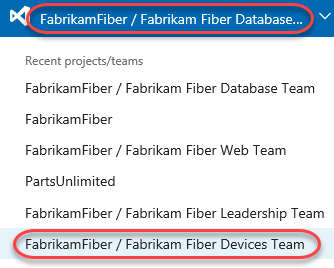 FabrikamFiber / Fabrikam Fiber Database...
Recent projects/teams
FabrikamFiber / Fabrikam Fiber Database Team
FabrikamFiber
FabrikamFiber / Fabrikam Fiber Web Team
PartsUnlimited
FabrikamFiber / Fabrikam Fiber Leadership Team
FabrikamFiber / Fabrikam Fiber Devices Team